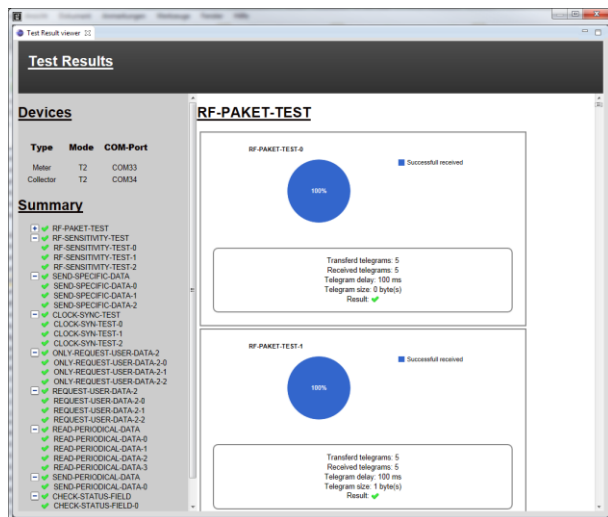 Test Result viewer
Test Results
Devices
Type Mode COM-Port
Meter T2 COM33
Collector T2 COM34
Summary
RF-PAKET-TEST
RF-SENSITIVITY-TEST
RF-SENSITIVITY-TEST-0
RF-SENSITIVITY-TEST-1
RF-SENSITIVITY-TEST-2
SEND-SPECIFIC-DATA
SEND-SPECIFIC-DATA-0
SEND-SPECIFIC-DATA-1
SEND-SPECIFIC-DATA-2
CLOCK-SYNC-TEST
CLOCK-SYN-TEST-0
CLOCK-SYN-TEST-1
CLOCK-SYN-TEST-2
ONLY-REQUEST-USER-DATA-2
ONLY-REQUEST-USER-DATA-2-0
ONLY-REQUEST-USER-DATA-2-1
ONLY-REQUEST-USER-DATA-2-2
REQUEST-USER-DATA-2
REQUEST-USER-DATA-2-0
REQUEST-USER-DATA-2-1
REQUEST-USER-DATA-2-2
READ-PERIODICAL-DATA
READ-PERIODICAL-DATA-0
READ-PERIODICAL-DATA-1
READ-PERIODICAL-DATA-2
READ-PERIODICAL-DATA-3
SEND-PERIODICAL-DATA
SEND-PERIODICAL-DATA-0
CHECK-STATUS-FIELD
CHECK-STATUS-FIELD-0
RF-PAKET-TEST
RF-PAKET-TEST-0
Successfull received
100%
Transferd telegrams: 5
Received telegrams: 5
Telegram delay: 100 ms
Telegram size: 0 byte(s)
Result:
RF-PAKET-TEST-1
Successfull received
100%
Transferd telegrams: 5
Received telegrams: 5
Telegram delay: 100 ms
Telegram size: 1 byte(s)
Result: